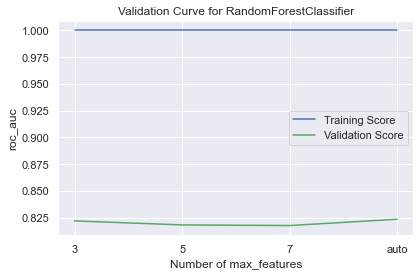 Validation Curve for RandomForestClassifier
1.000
0.975
0.950
0.925
0.900
0.875
0.850
0.825
roc_auc
Training Score
Validation Score
3
5
7
auto
Number of max_features